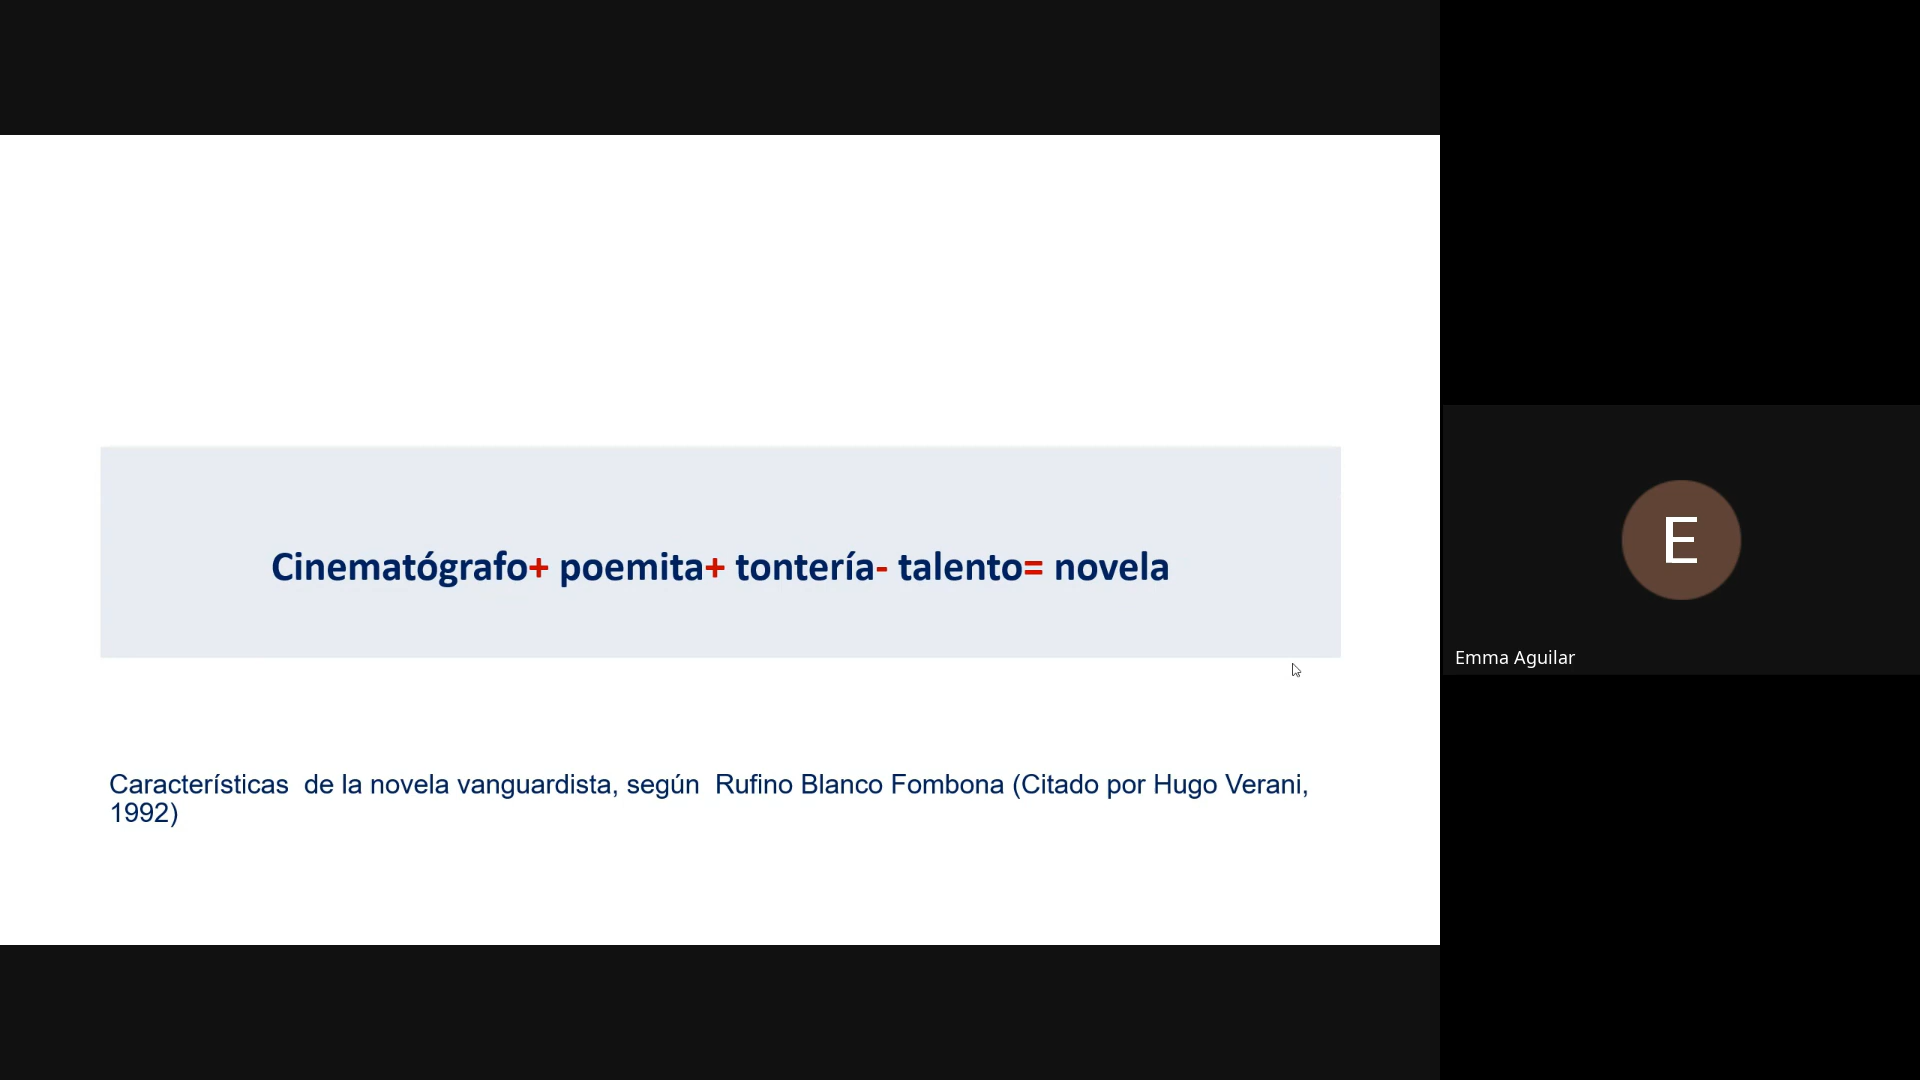 Cinematógrafo+ poemita+ tontería- talento= novela
Características  de la novela vanguardista, según  Rufino Blanco Fombona (Citado por Hugo Verani,
1992)
E
Emma Aguilar